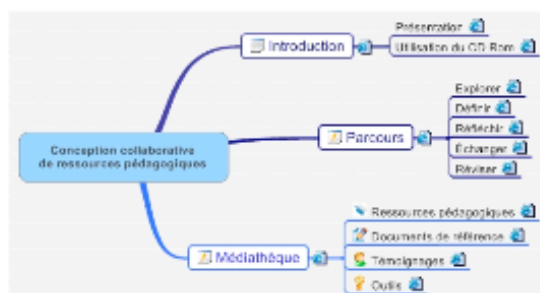 Présentation
Introduction
Utilisation du CD Rom
Explorer
Définir
Réfléchir
Parcours
Échanger
Réviser
Conception collaborative
de ressources pédagogiques
Ressources pédagogiques
Documents de référence
Médiathèque
Témoignages
Outils